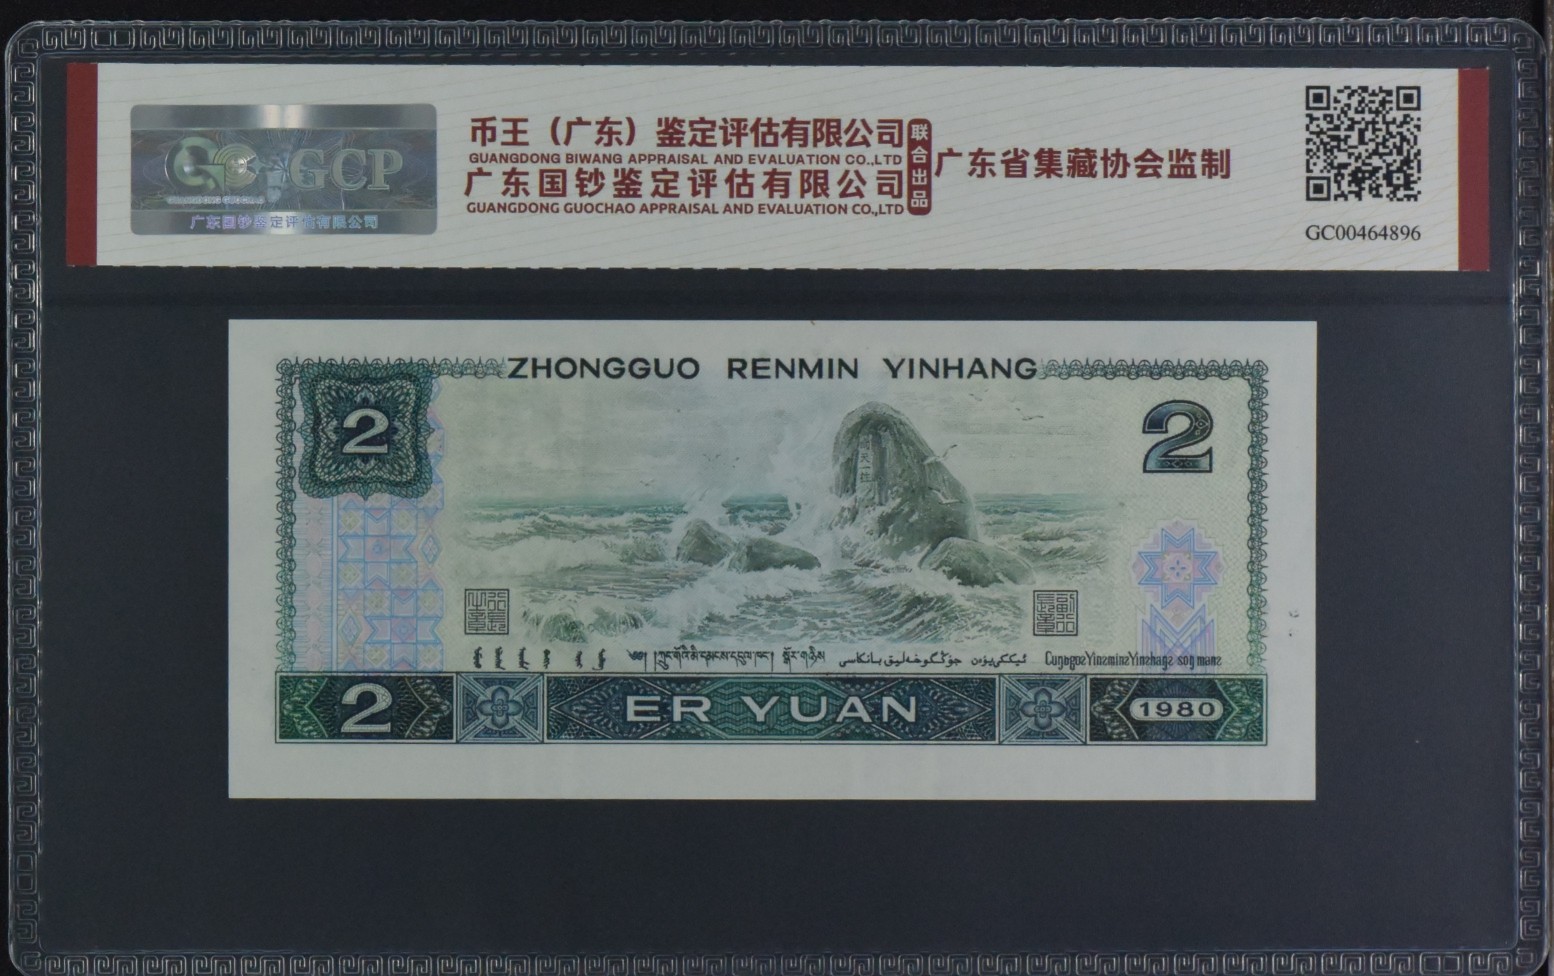 GCP
广东国钞鉴定评估有限公司
币王（广东）鉴定评估有限公司
GUANGDONG BIWANG APPRAISAL AND EVALUATION CO.,LTD
广东国钞鉴定评估有限公司
GUANGDONG GUOCHAO APPRAISAL AND EVALUATION CO.,LTD
联合出品
广东省集藏协会监制
GC00464896
ZHONGGUO RENMIN YINHANG
2
2
2
ER YUAN
1980